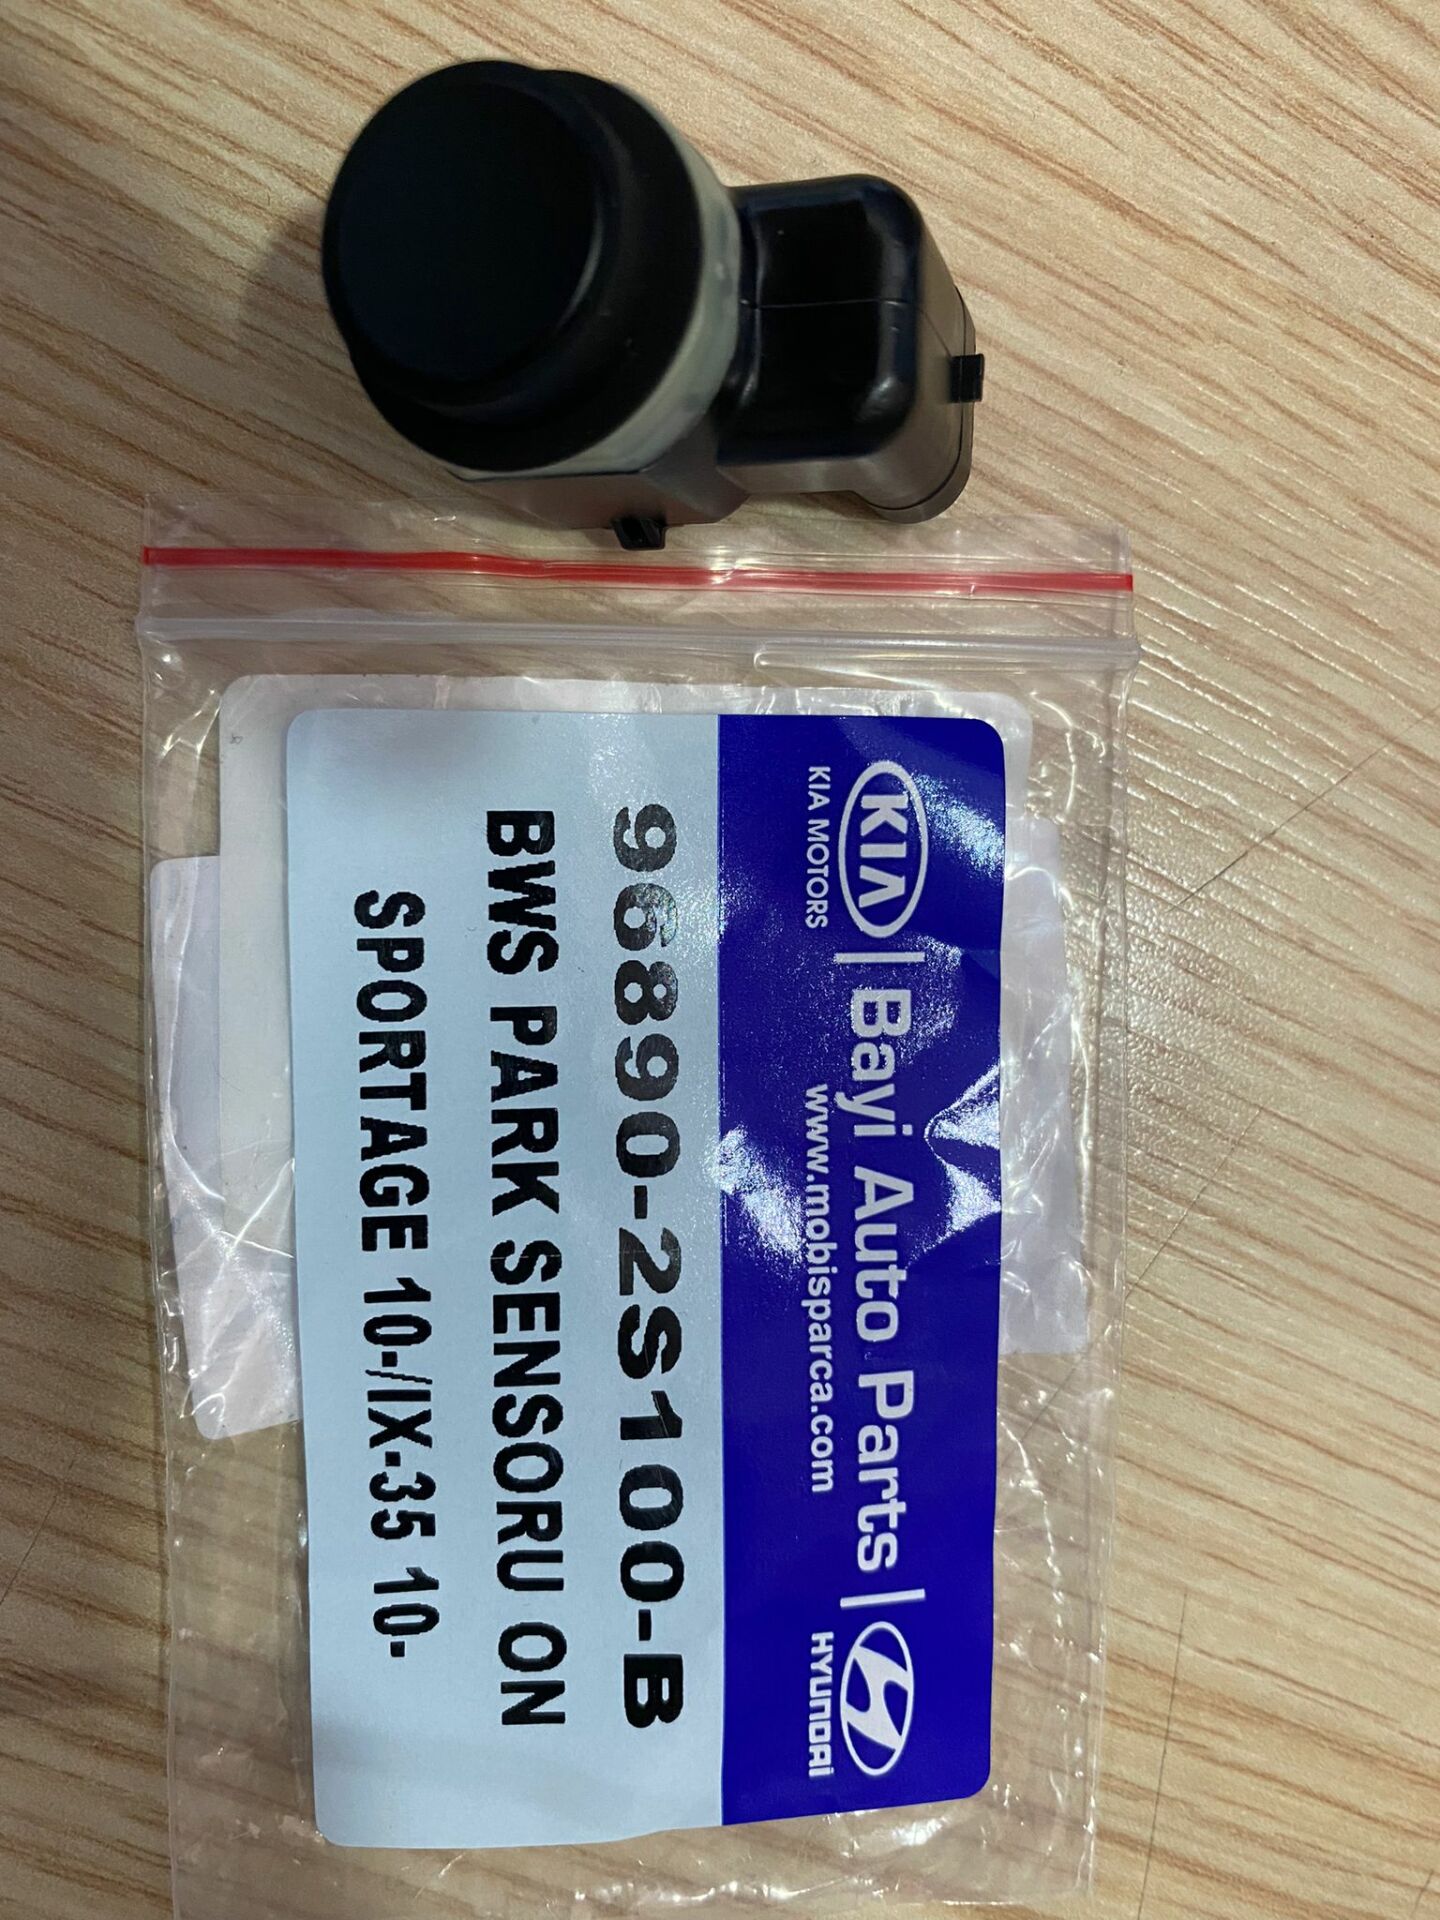 KIA
KIA MOTORS
| Bayi Auto Parts |
www.mobisparca.com
HYUNDAI
96890-2S100-B
BWS PARK SENSORU ON
SPORTAGE 10-/IX-35 10-